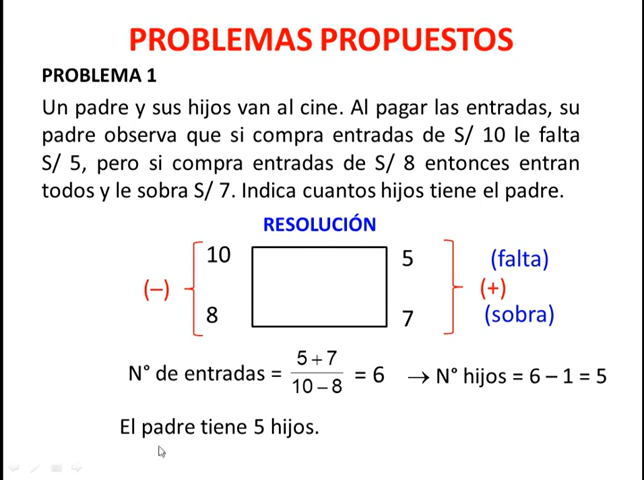 PROBLEMAS PROPUESTOS
PROBLEMA 1
Un padre y sus hijos van al cine. Al pagar las entradas, su
padre observa que si compra entradas de S/ 10 le falta
S/ 5, pero si compra entradas de S/ 8 entonces entran
todos y le sobra S/ 7. Indica cuantos hijos tiene el padre.
RESOLUCIÓN
10 5 (falta)
(−) (+)
8 7 (sobra)
N° de entradas = (5 + 7)/(10 − 8) = 6 → N° hijos = 6 − 1 = 5
El padre tiene 5 hijos.